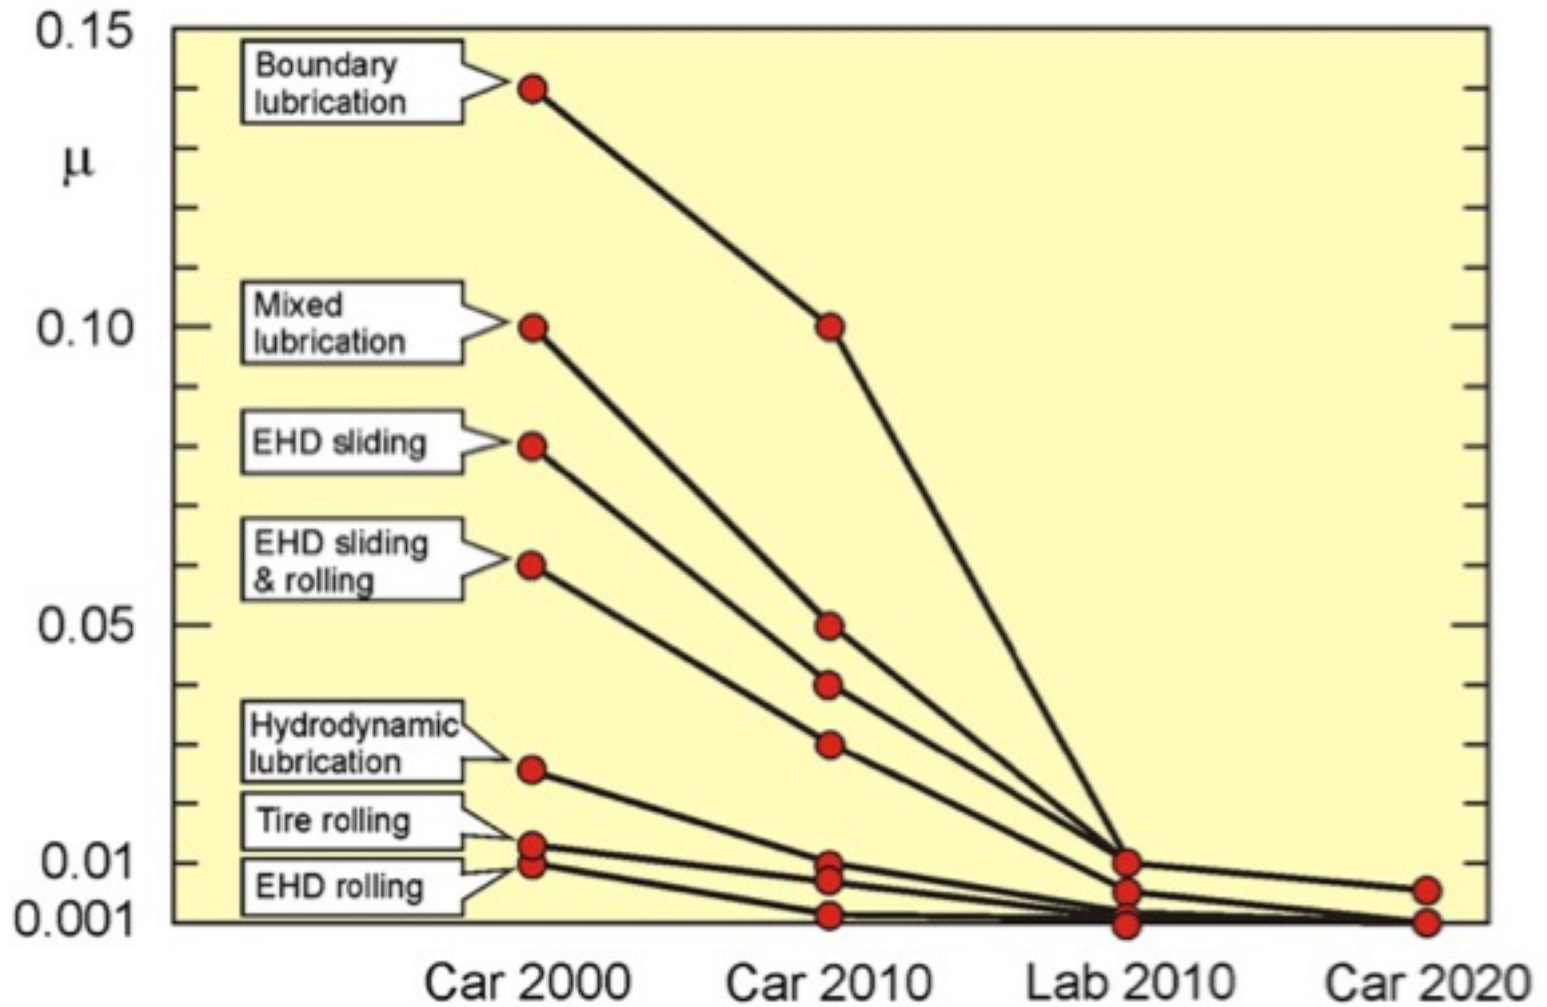 0.15
μ
0.10
0.05
0.01
0.001
Boundary
lubrication
Mixed
lubrication
EHD sliding
EHD sliding
& rolling
Hydrodynamic
lubrication
Tire rolling
EHD rolling
Car 2000 Car 2010 Lab 2010 Car 2020